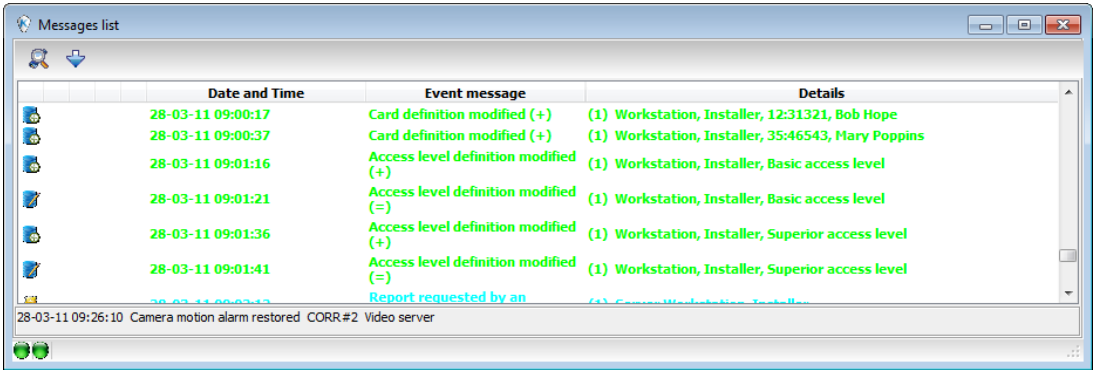 Messages list
Date and Time Event message Details
28-03-11 09:00:17 Card definition modified (+) (1) Workstation, Installer, 12:31321, Bob Hope
28-03-11 09:00:37 Card definition modified (+) (1) Workstation, Installer, 35:46543, Mary Poppins
28-03-11 09:01:16 Access level definition modified (+) (1) Workstation, Installer, Basic access level
28-03-11 09:01:21 Access level definition modified (=) (1) Workstation, Installer, Basic access level
28-03-11 09:01:36 Access level definition modified (+) (1) Workstation, Installer, Superior access level
28-03-11 09:01:41 Access level definition modified (=) (1) Workstation, Installer, Superior access level
Report requested by an
28-03-11 09:26:10 Camera motion alarm restored CORR#2 Video server